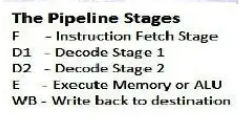 The Pipeline Stages
F - Instruction Fetch Stage
D1 - Decode Stage 1
D2 - Decode Stage 2
E - Execute Memory or ALU
WB - Write back to destination